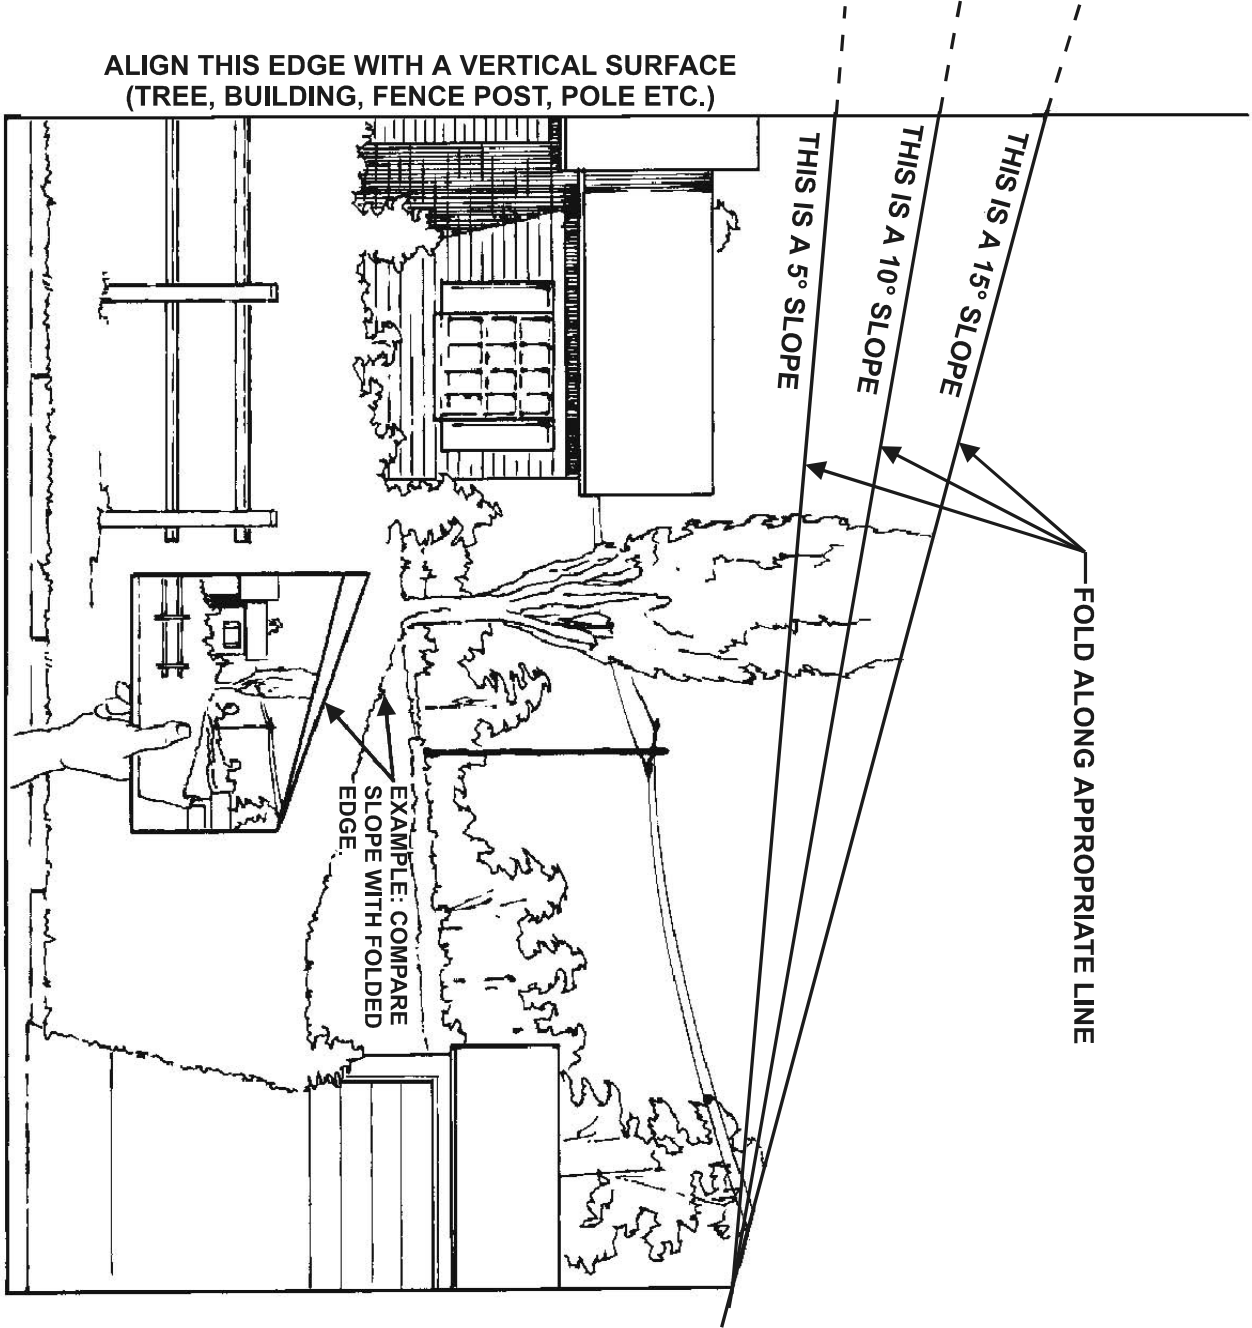 ALIGN THIS EDGE WITH A VERTICAL SURFACE
(TREE, BUILDING, FENCE POST, POLE ETC.)
THIS IS A 15° SLOPE
THIS IS A 10° SLOPE
THIS IS A 5° SLOPE
FOLD ALONG APPROPRIATE LINE
EXAMPLE: COMPARE
SLOPE WITH FOLDED
EDGE.